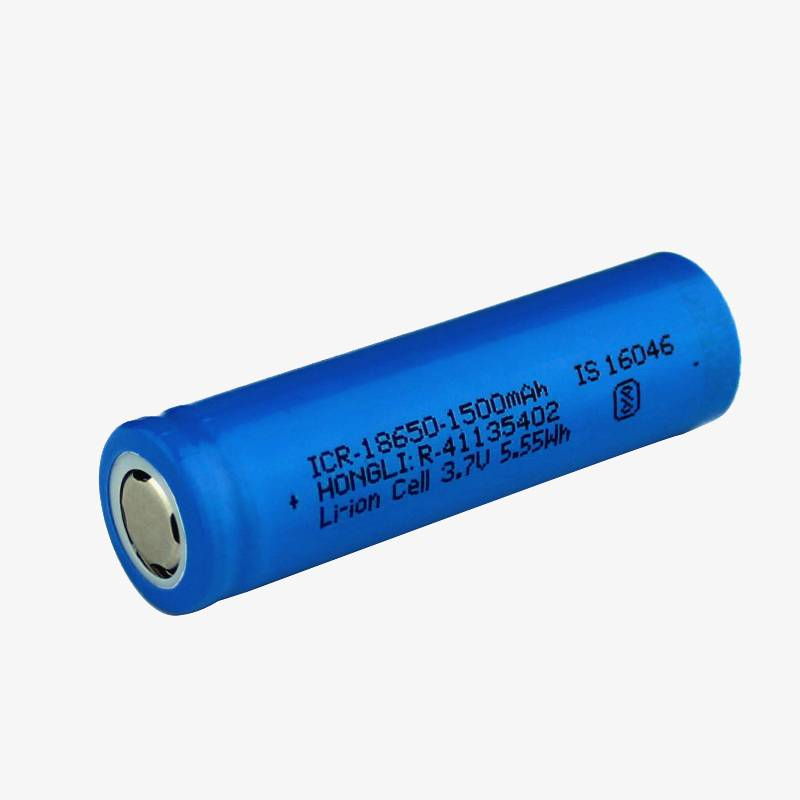 ICR-18650-1500mAh
HONGLI: R-41135402
+ Li-ion Cell 3.7V 5.55Wh
IS 16046